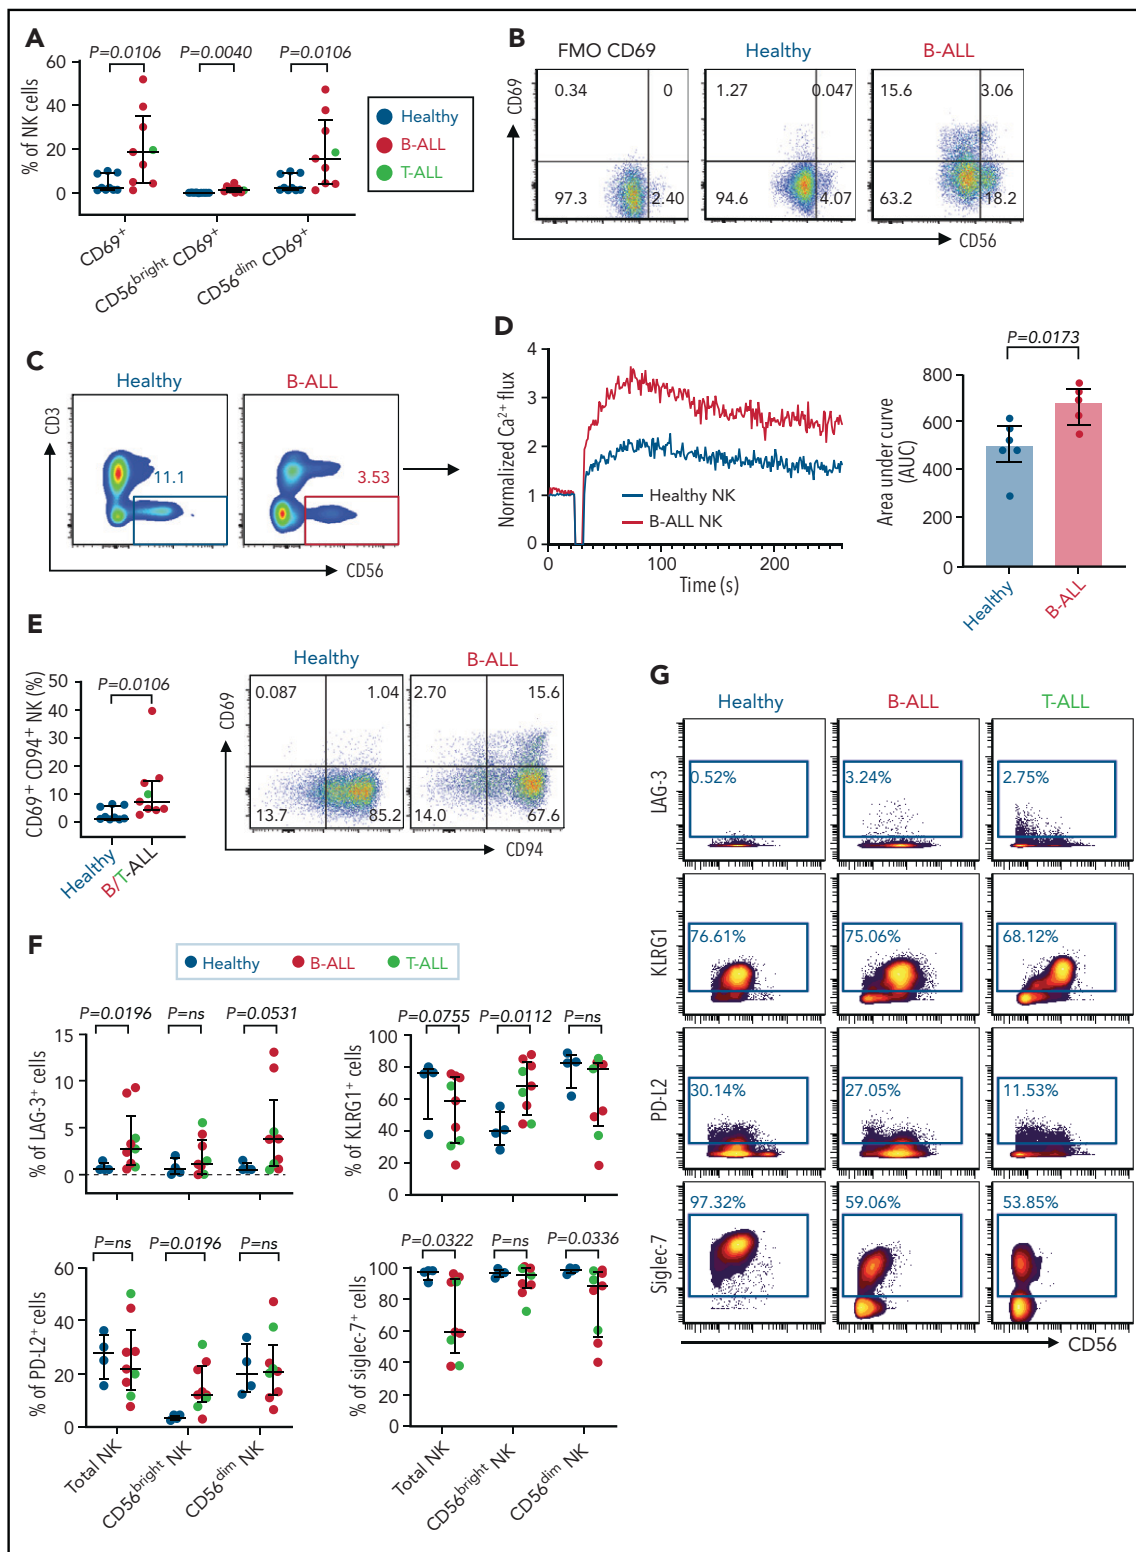 A
P=0.0106 P=0.0040 P=0.0106
% of NK cells
60
40
20
0
CD69+
CD56bright CD69+
CD56dim CD69+
Healthy
B-ALL
T-ALL
B
FMO CD69 Healthy B-ALL
CD69
0.34 0
97.3 2.40
1.27 0.047
94.6 4.07
15.6 3.06
63.2 18.2
CD56
C
Healthy B-ALL
CD3
11.1
3.53
CD56
D
Normalized Ca2+ flux
4
3
2
1
0
Healthy NK
B-ALL NK
0 100 200
Time (s)
P=0.0173
Area under curve
(AUC)
800
600
400
200
0
Healthy
B-ALL
E
CD69+ CD94+ NK (%)
P=0.0106
50
40
30
20
10
0
Healthy
B/T-ALL
Healthy B-ALL
CD69
0.087 1.04
13.7 85.2
2.70 15.6
14.0 67.6
CD94
F
Healthy B-ALL T-ALL
P=0.0196 P=ns P=0.0531
% of LAG-3+ cells
15
10
5
0
P=0.0755 P=0.0112 P=ns
% of KLRG1+ cells
100
80
60
40
20
0
P=ns P=0.0196 P=ns
% of PD-L2+ cells
60
40
20
0
Total NK
CD56bright NK
CD56dim NK
P=0.0322 P=ns P=0.0336
% of siglec-7+ cells
100
80
60
40
20
0
Total NK
CD56bright NK
CD56dim NK
G
Healthy B-ALL T-ALL
LAG-3
0.52% 3.24% 2.75%
KLRG1
76.61% 75.06% 68.12%
PD-L2
30.14% 27.05% 11.53%
Siglec-7
97.32% 59.06% 53.85%
CD56